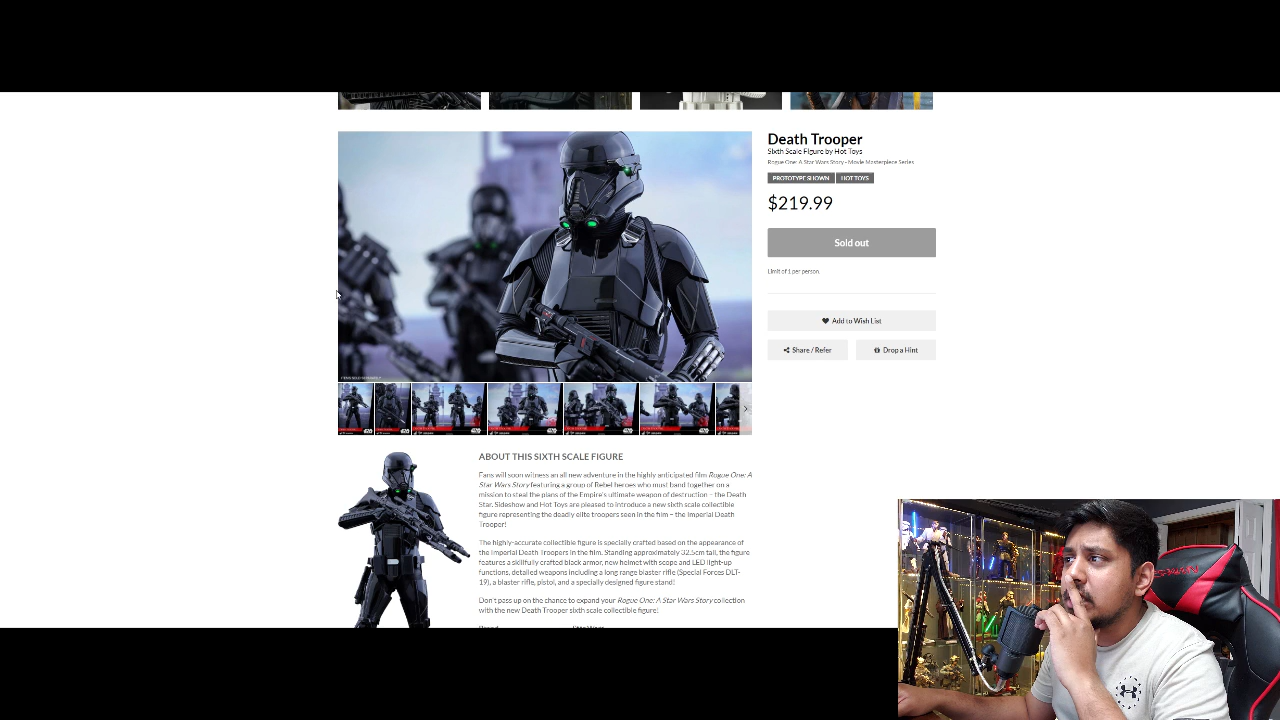 Death Trooper
Sixth Scale Figure by Hot Toys
Rogue One: A Star Wars Story - Movie Masterpiece Series
PROTOTYPE SHOWN HOT TOYS
$219.99
Sold out
Limit of 1 per person
Add to Wish List
Share / Refer Drop a Hint
ABOUT THIS SIXTH SCALE FIGURE
Fans will soon witness an all new adventure in the highly anticipated film Rogue One: A
Star Wars Story featuring a group of Rebel heroes who must band together on a
mission to steal the plans of the Empire's ultimate weapon of destruction – the Death
Star. Sideshow and Hot Toys are pleased to introduce a new sixth scale collectible
figure representing the deadly elite troopers seen in the film – the Imperial Death
Trooper!
The highly-accurate collectible figure is specially crafted based on the appearance of
the Imperial Death Troopers in the film. Standing approximately 32.5cm tall, the figure
features a skillfully crafted black armor, new helmet with scope and LED light-up
functions, detailed weapons including a long range blaster rifle (Special Forces DLT-
19), a blaster rifle, pistol, and a specially designed figure stand!
Don't pass up on the chance to expand your Rogue One: A Star Wars Story collection
with the new Death Trooper sixth scale collectible figure!